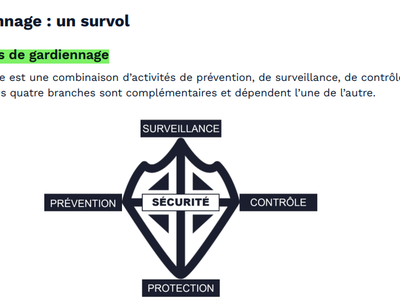 nnage : un survol
s de gardiennage
e est une combinaison d'activités de prévention, de surveillance, de contrôle
s quatre branches sont complémentaires et dépendent l'une de l'autre.
SURVEILLANCE
PRÉVENTION
SÉCURITÉ
CONTRÔLE
PROTECTION